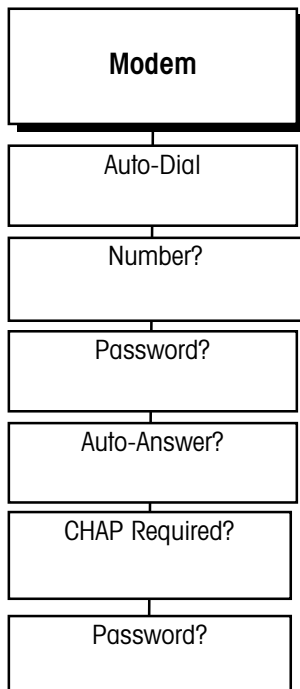 Modem
Auto-Dial
Number?
Password?
Auto-Answer?
CHAP Required?
Password?